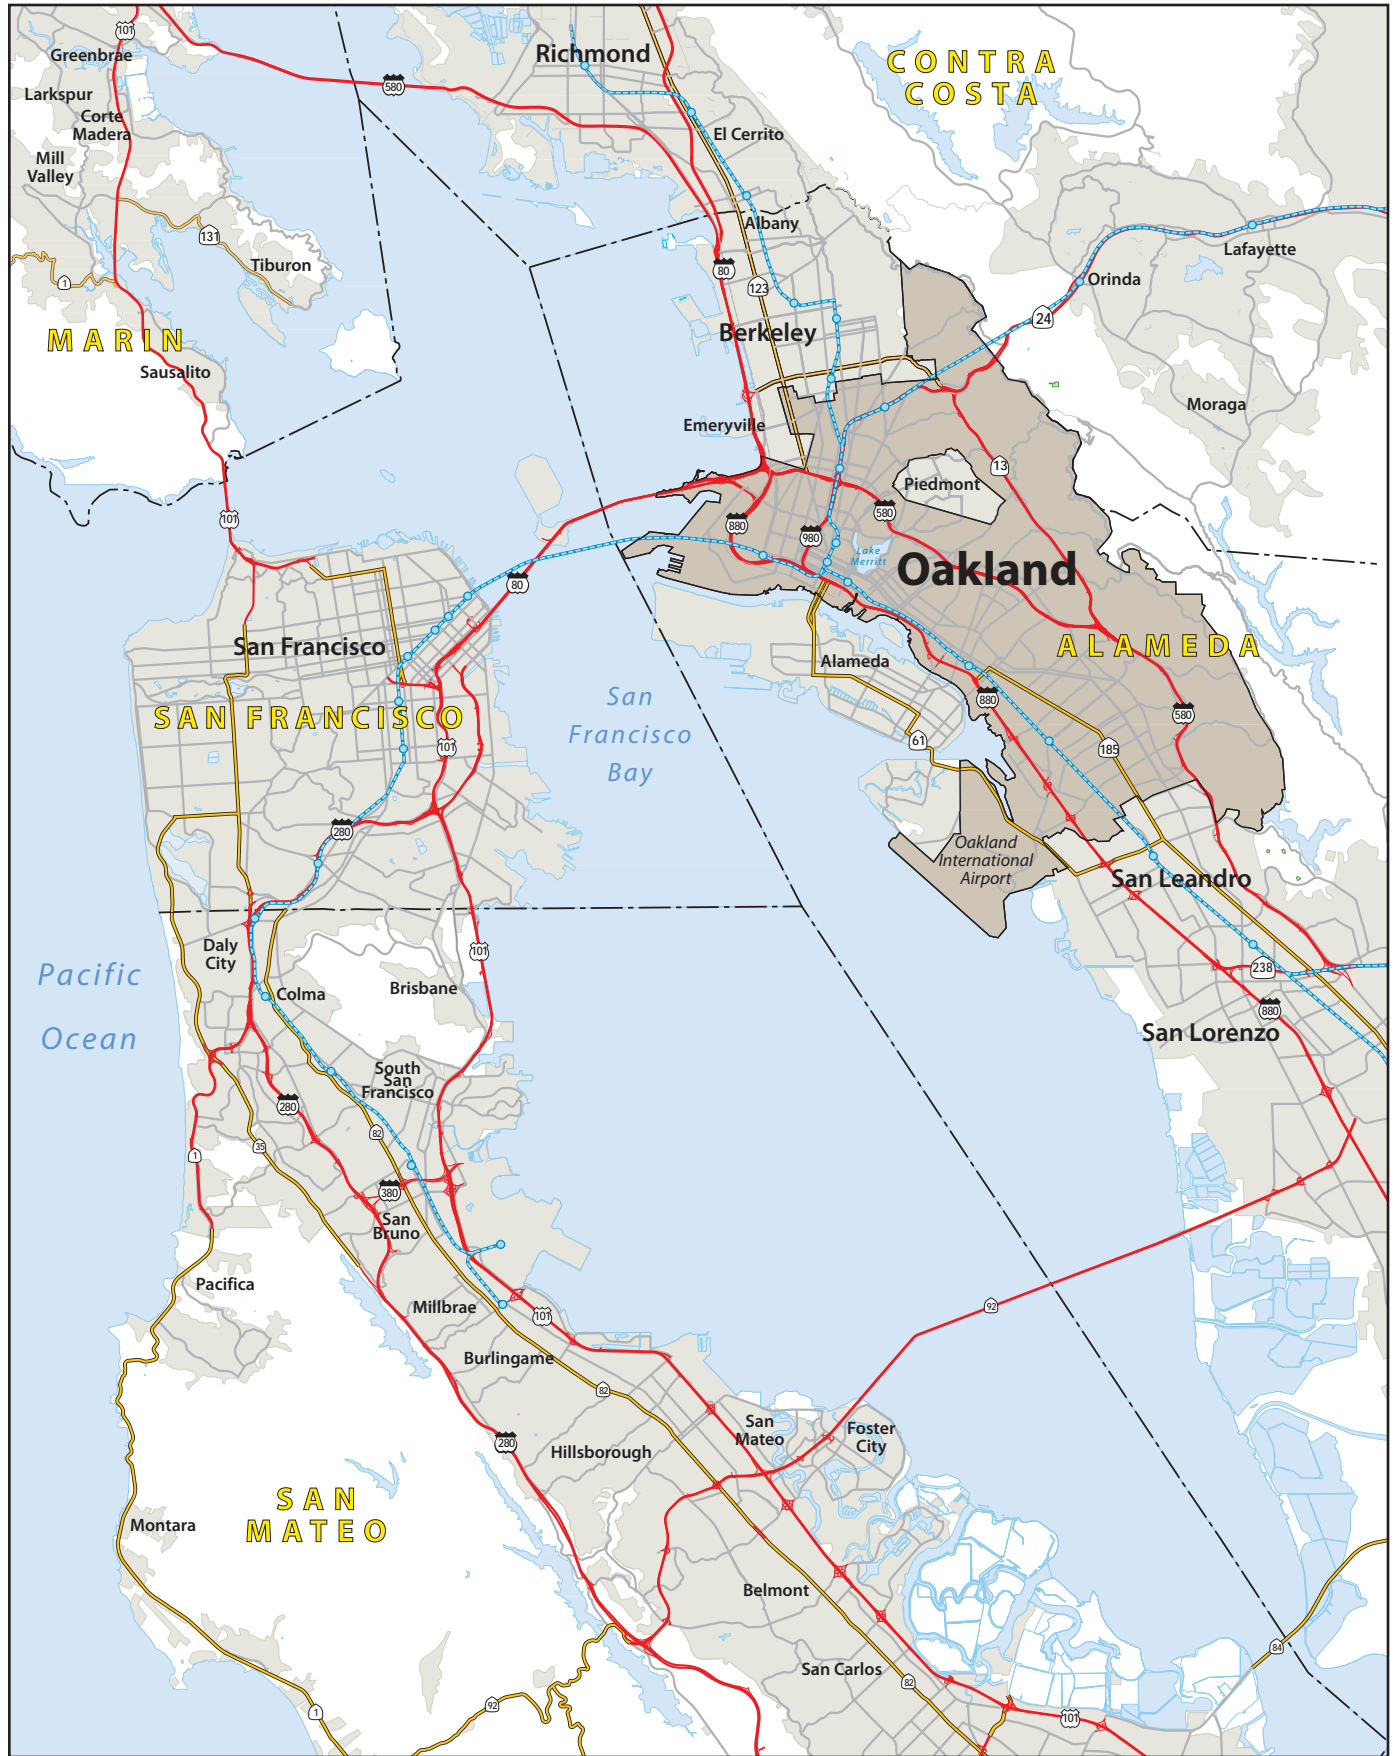 101
Greenbrae
Richmond
CONTRA
COSTA
580
Larkspur
Corte
Madera
El Cerrito
Mill
Valley
131
Albany
Tiburon
Lafayette
1
80
Orinda
123
24
MARIN
Berkeley
Sausalito
Moraga
Emeryville
13
Piedmont
101
580
880
980
Lake
Merritt
Oakland
80
San Francisco
ALAMEDA
Alameda
San
Francisco
Bay
880
SAN FRANCISCO
580
101
61
185
280
Oakland
International
Airport
San Leandro
Daly
City
101
238
Pacific
Ocean
Colma
Brisbane
880
San Lorenzo
South
San
Francisco
280
82
35
1
380
San
Bruno
Pacifica
Millbrae
92
101
Burlingame
82
San
Mateo
Foster
City
280
Hillsborough
SAN
MATEO
Montara
Belmont
84
San Carlos
82
92
1
101